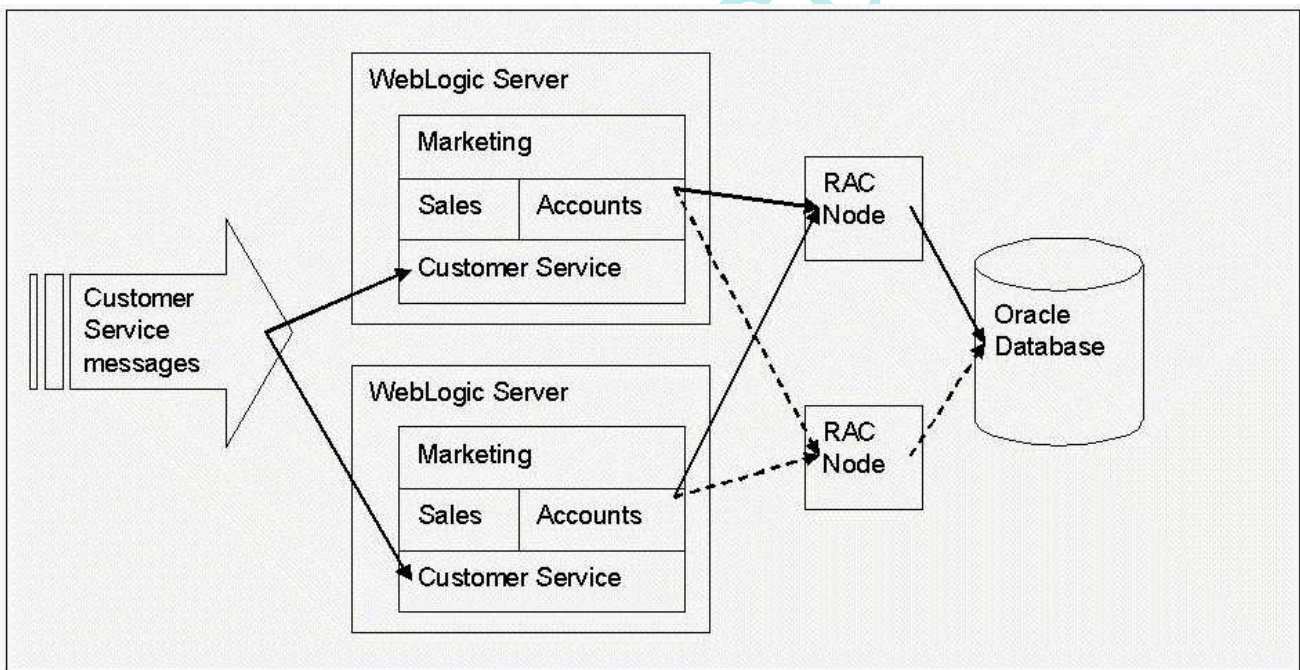 Customer
Service
messages
WebLogic Server
Marketing
Sales
Accounts
Customer Service
WebLogic Server
Marketing
Sales
Accounts
Customer Service
RAC
Node
RAC
Node
Oracle
Database